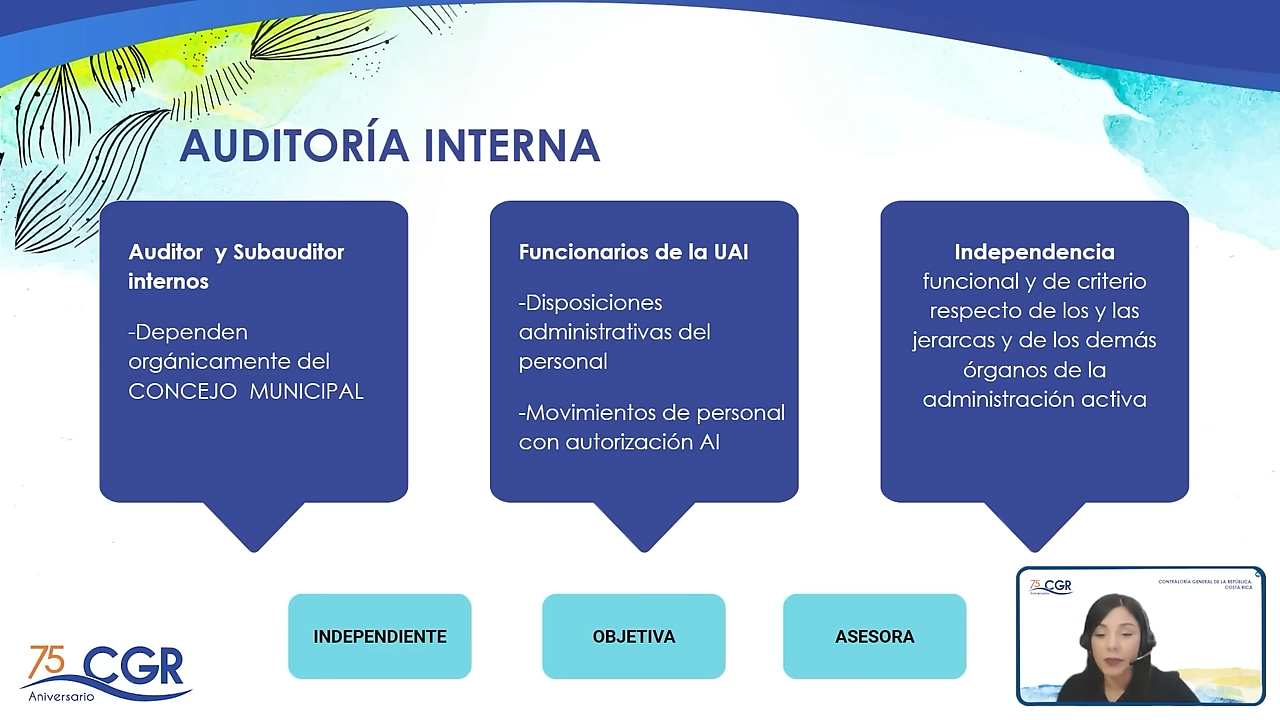 AUDITORÍA INTERNA
Auditor y Subauditor
internos
-Dependen
orgánicamente del
CONCEJO MUNICIPAL
Funcionarios de la UAI
-Disposiciones
administrativas del
personal
-Movimientos de personal
con autorización AI
Independencia
funcional y de criterio
respecto de los y las
jerarcas y de los demás
órganos de la
administración activa
INDEPENDIENTE
OBJETIVA
ASESORA
75 CGR
Aniversario
75 CGR
Aniversario
CONTRALORÍA GENERAL DE LA REPÚBLICA,
COSTA RICA